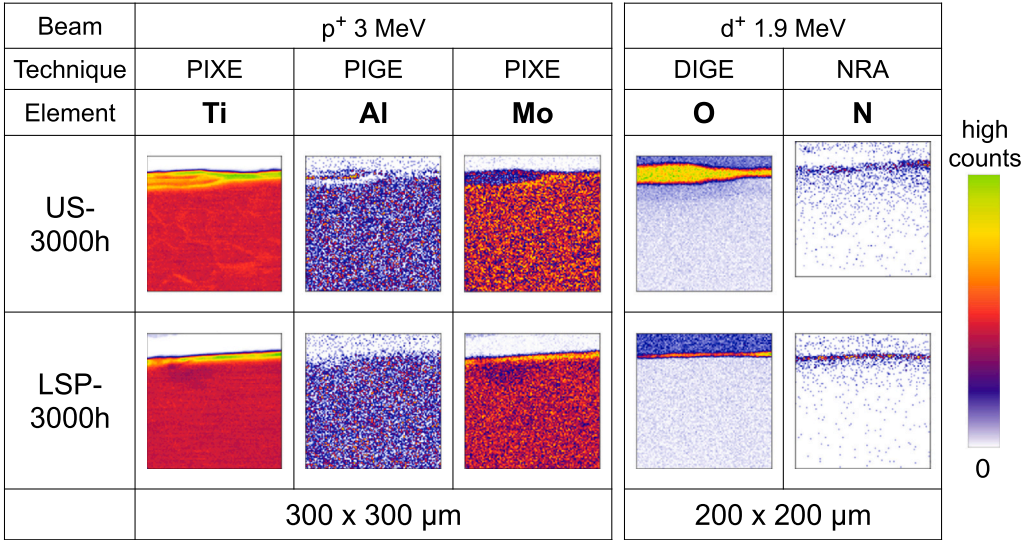 Beam p⁺ 3 MeV d⁺ 1.9 MeV
Technique PIXE PIGE PIXE DIGE NRA
Element Ti Al Mo O N
high
counts
US-
3000h
LSP-
3000h
0
300 x 300 µm 200 x 200 µm